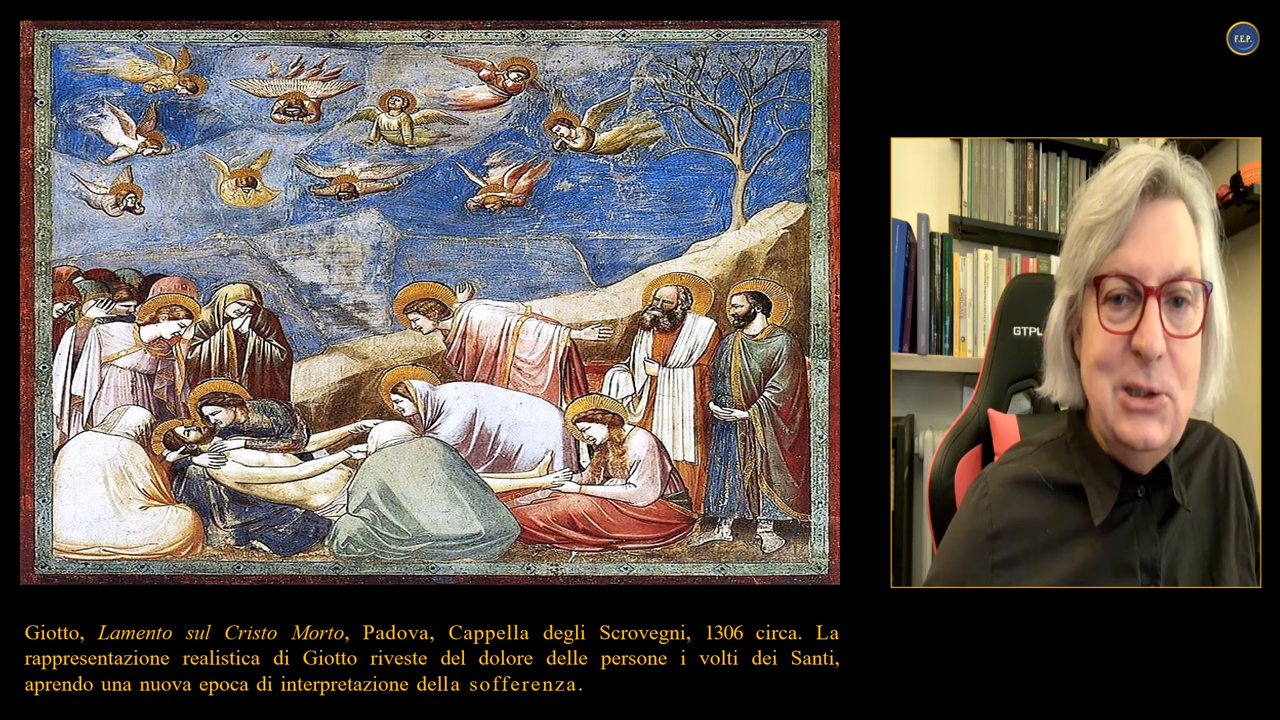 F.E.P.
GTPL
Giotto, Lamento sul Cristo Morto, Padova, Cappella degli Scrovegni, 1306 circa. La
rappresentazione realistica di Giotto riveste del dolore delle persone i volti dei Santi,
aprendo una nuova epoca di interpretazione della sofferenza.